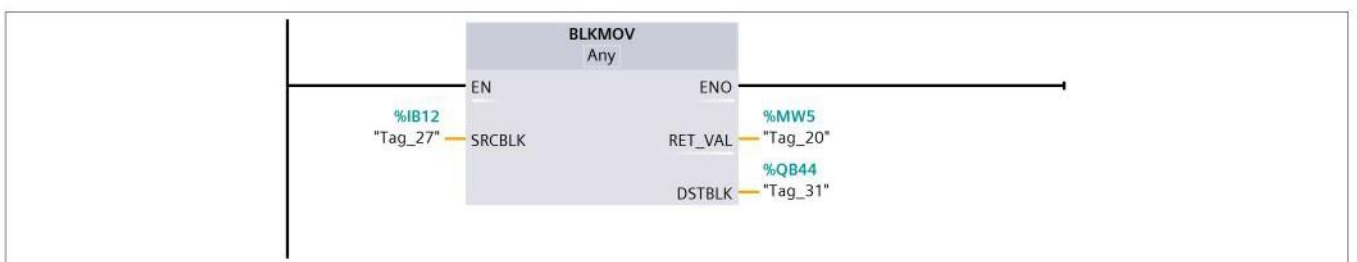 BLKMOV
Any
EN ENO
%IB12 %MW5
"Tag_27" SRCBLK RET_VAL "Tag_20"
%QB44
DSTBLK "Tag_31"